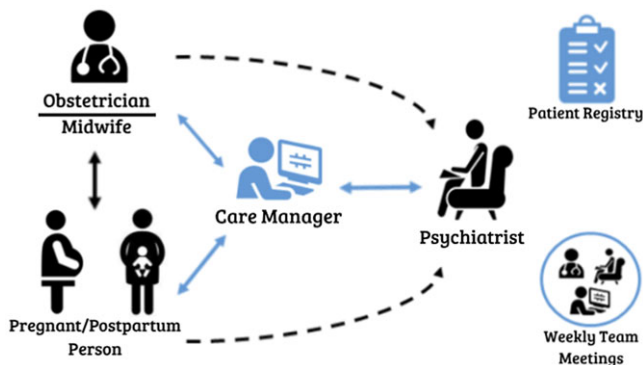 Obstetrician
Midwife
Patient Registry
Care Manager
Psychiatrist
Pregnant/Postpartum
Person
Weekly Team
Meetings